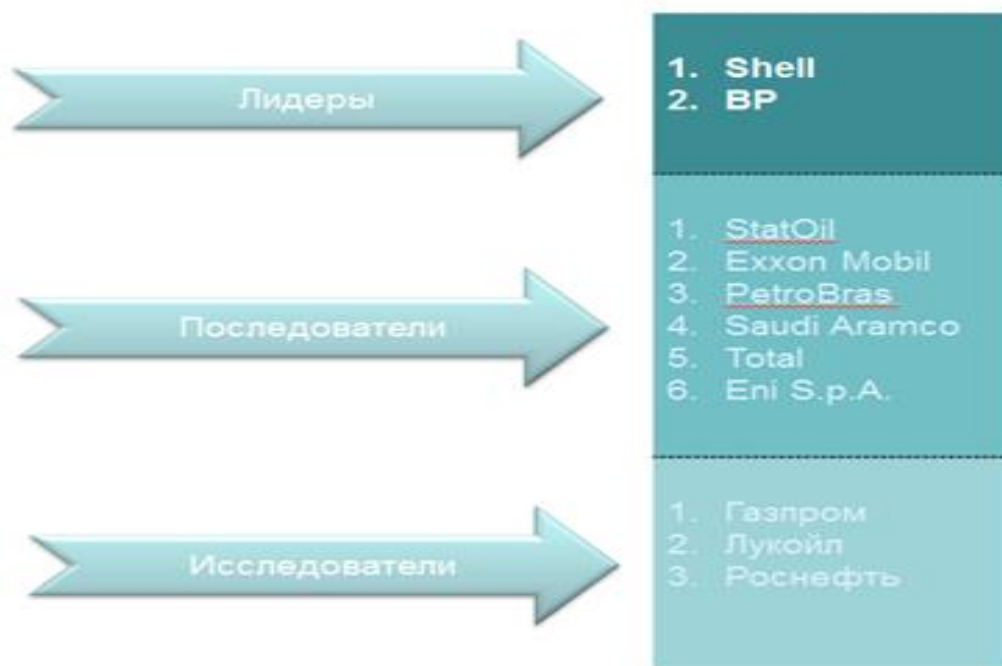 Лидеры
1. Shell
2. BP
Последователи
1. StatOil
2. Exxon Mobil
3. PetroBras
4. Saudi Aramco
5. Total
6. Eni S.p.A.
Исследователи
1. Газпром
2. Лукойл
3. Роснефть